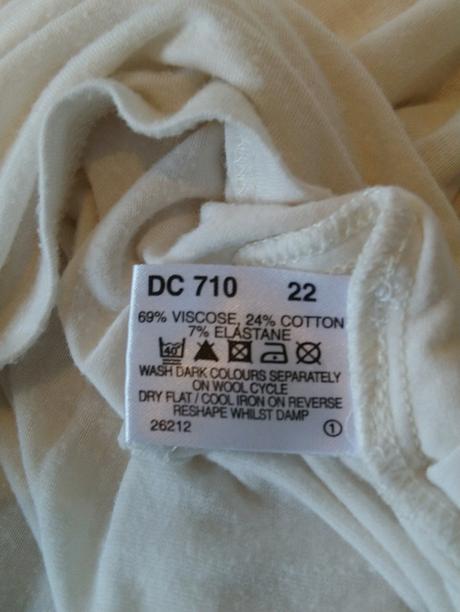 DC 710 22
69% VISCOSE, 24% COTTON
7% ELASTANE
40
WASH DARK COLOURS SEPARATELY
ON WOOL CYCLE
DRY FLAT / COOL IRON ON REVERSE
RESHAPE WHILST DAMP
26212 1